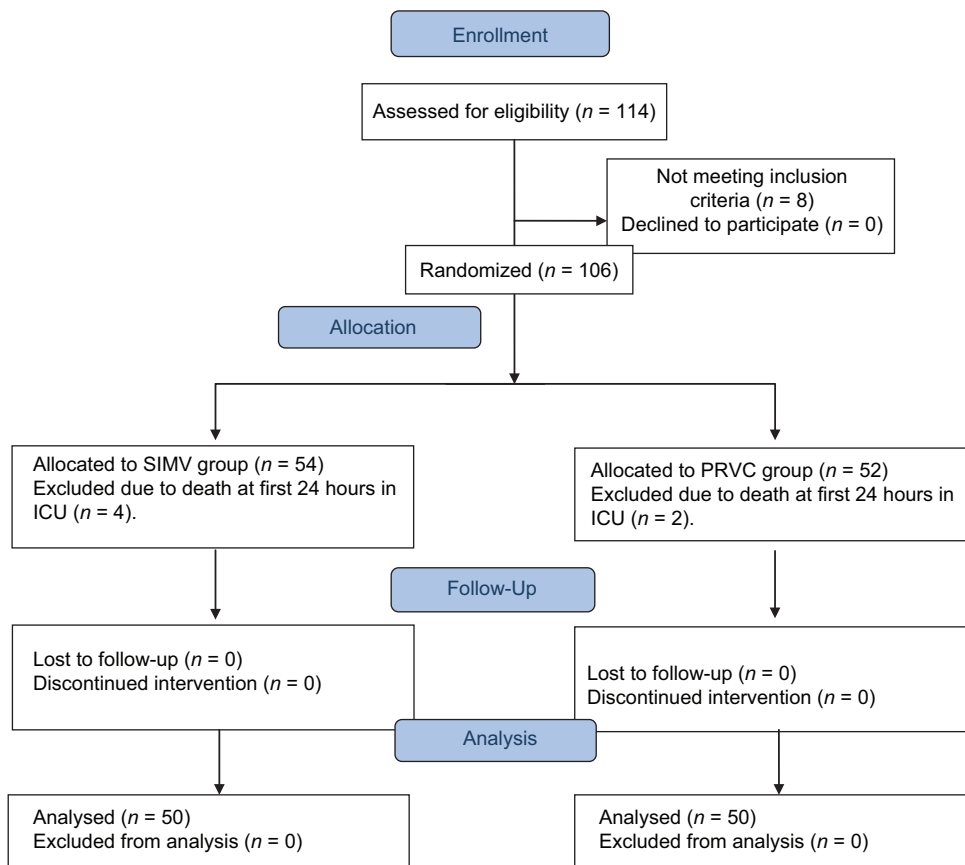 Enrollment
Assessed for eligibility (n = 114)
Not meeting inclusion
criteria (n = 8)
Declined to participate (n = 0)
Randomized (n = 106)
Allocation
Allocated to SIMV group (n = 54)
Excluded due to death at first 24 hours in
ICU (n = 4).
Allocated to PRVC group (n = 52)
Excluded due to death at first 24 hours in
ICU (n = 2).
Follow-Up
Lost to follow-up (n = 0)
Discontinued intervention (n = 0)
Lost to follow-up (n = 0)
Discontinued intervention (n = 0)
Analysis
Analysed (n = 50)
Excluded from analysis (n = 0)
Analysed (n = 50)
Excluded from analysis (n = 0)